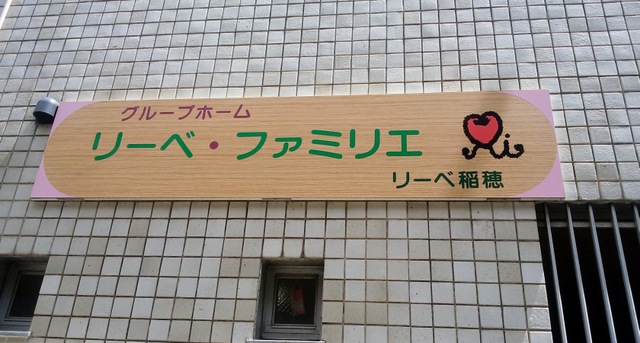 グループホーム
リーベ・ファミリエ
リーベ稲穂